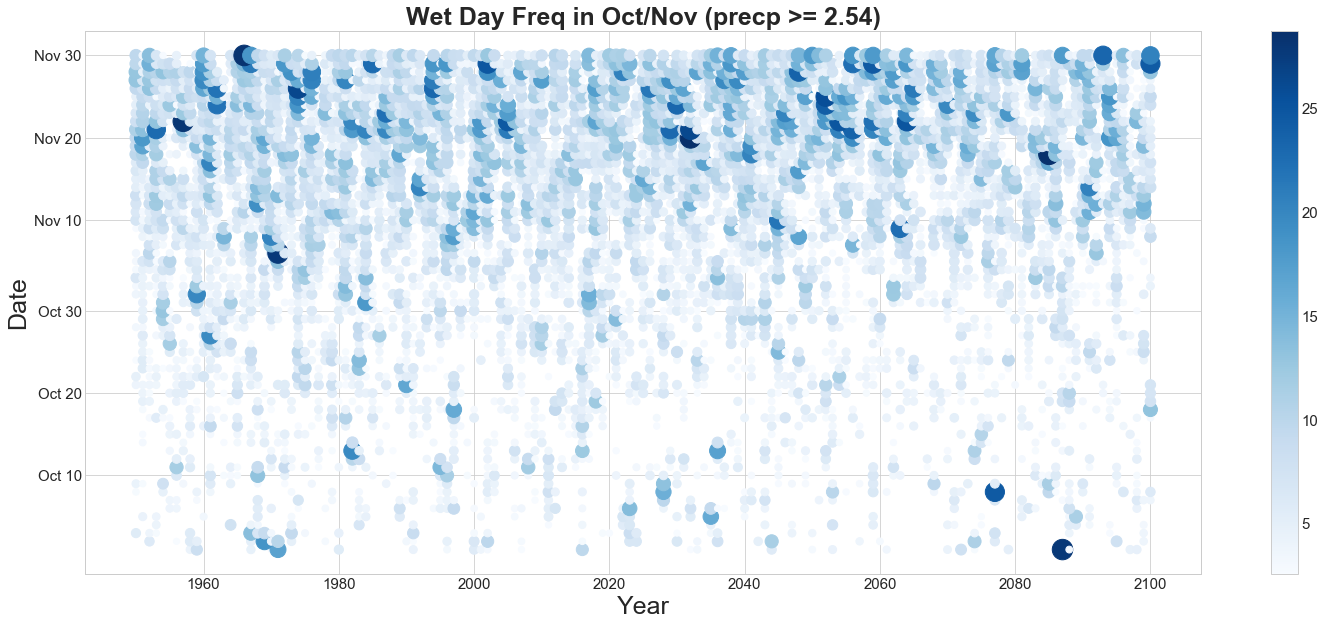 Wet Day Freq in Oct/Nov (precp >= 2.54)
Nov 30
Nov 20
Nov 10
Oct 30
Oct 20
Oct 10
Date
1960 1980 2000 2020 2040 2060 2080 2100
Year
25
20
15
10
5